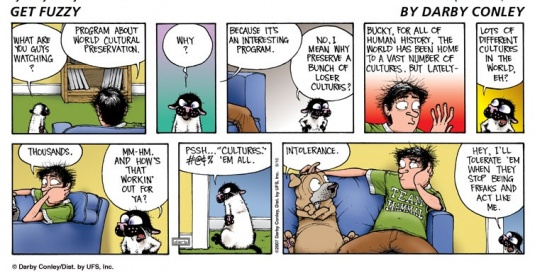 GET FUZZY
BY DARBY CONLEY
WHAT ARE
YOU GUYS
WATCHING
?
PROGRAM ABOUT
WORLD CULTURAL
PRESERVATION.
WHY
?
BECAUSE IT'S
AN INTERESTING
PROGRAM.
NO, I
MEAN WHY
PRESERVE A
BUNCH OF
LOSER
CULTURES?
BUCKY, FOR ALL OF
HUMAN HISTORY, THE
WORLD HAS BEEN HOME
TO A VAST NUMBER OF
CULTURES. BUT LATELY-
LOTS OF
DIFFERENT
CULTURES
IN THE
WORLD,
EH?
THOUSANDS.
MM-HM.
AND HOW'S
THAT
WORKIN'
OUT FOR
YA?
PSSH... "CULTURES."
#@¢% 'EM ALL.
INTOLERANCE.
HEY, I'LL
TOLERATE 'EM
WHEN THEY
STOP BEING
FREAKS AND
ACT LIKE
ME.
TEAM
©2007 Darby Conley, Dist. by UFS, Inc.
© Darby Conley/Dist. by UFS, Inc.